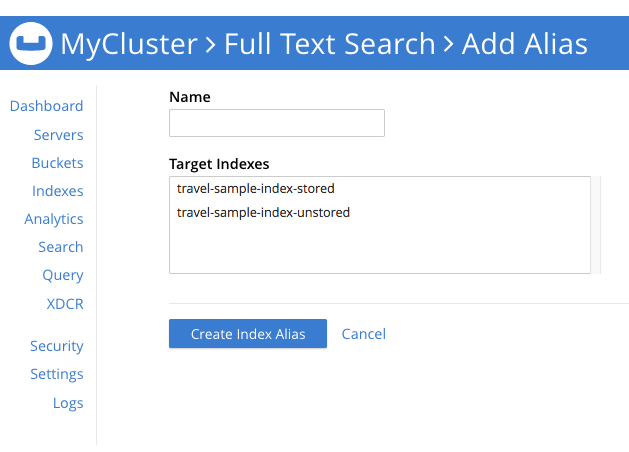 MyCluster > Full Text Search > Add Alias
Dashboard
Servers
Buckets
Indexes
Analytics
Search
Query
XDCR
Security
Settings
Logs
Name
Target Indexes
travel-sample-index-stored
travel-sample-index-unstored
Create Index Alias Cancel